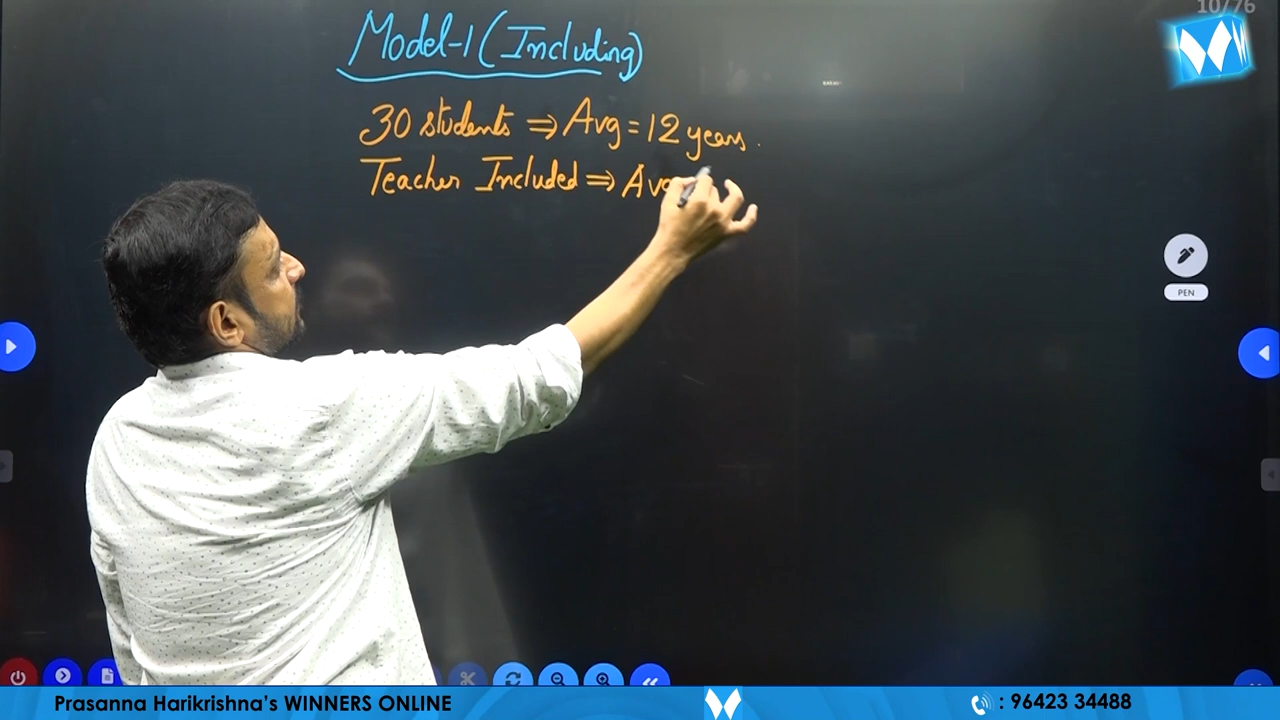 10/76
Model-1 (Including)
30 students ⇒ Avg = 12 years.
Teacher Included ⇒ Avg
PEN
Prasanna Harikrishna's WINNERS ONLINE
: 96423 34488